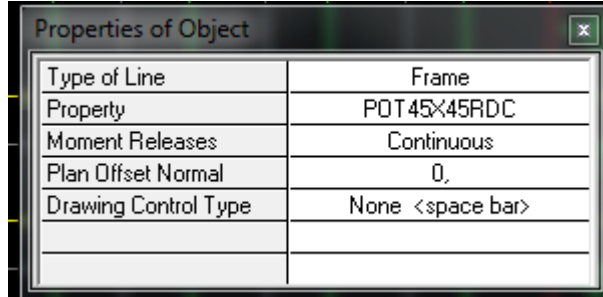 Properties of Object
Type of Line Frame
Property POT45X45RDC
Moment Releases Continuous
Plan Offset Normal 0,
Drawing Control Type None <space bar>